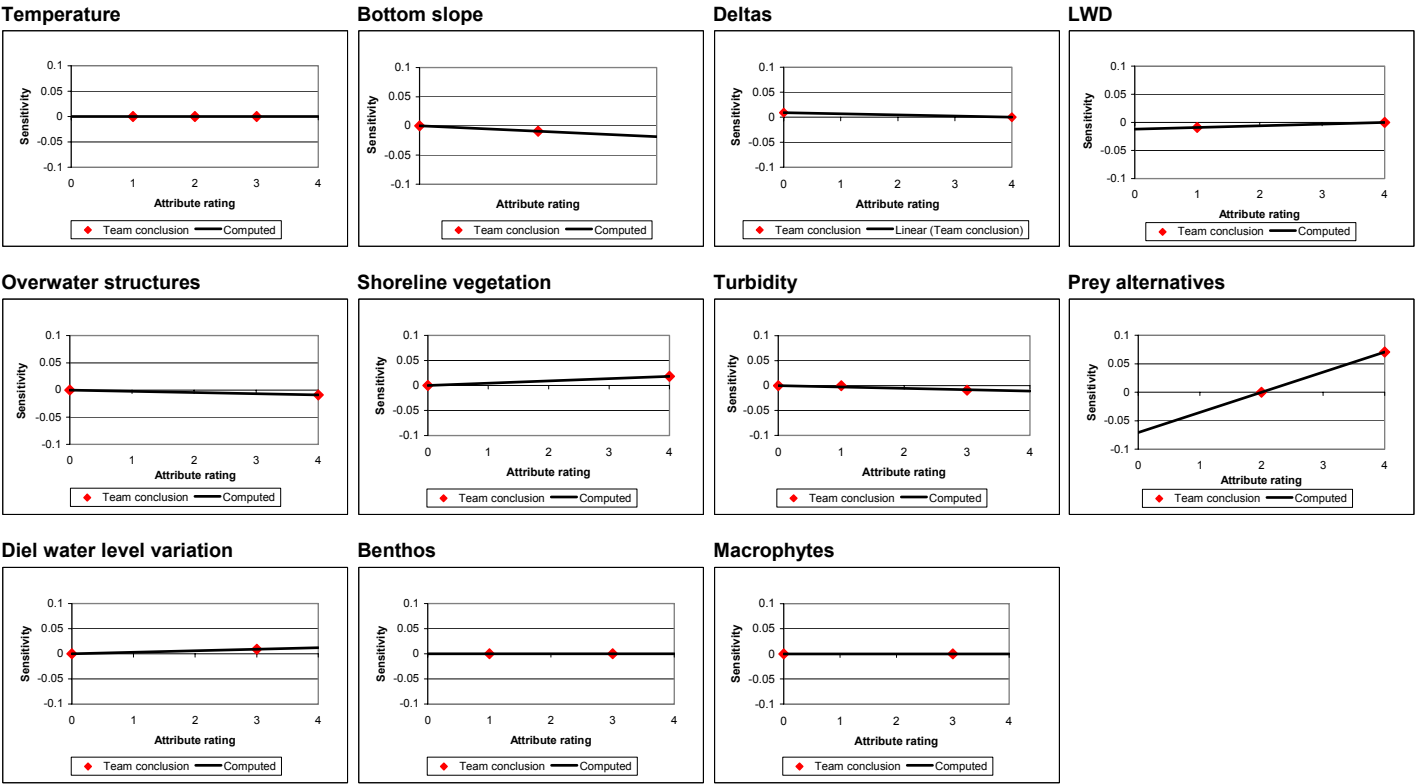 Temperature
0.1
0.05
0
-0.05
-0.1
Sensitivity
0 1 2 3 4
Attribute rating
Team conclusion Computed
Bottom slope
0.1
0.05
0
-0.05
-0.1
Sensitivity
Attribute rating
Team conclusion Computed
Deltas
0.1
0.05
0
-0.05
-0.1
Sensitivity
0 1 2 3 4
Attribute rating
Team conclusion Linear (Team conclusion)
LWD
0.1
0.05
0
-0.05
-0.1
Sensitivity
0 1 2 3 4
Attribute rating
Team conclusion Computed
Overwater structures
0.1
0.05
0
-0.05
-0.1
Sensitivity
0 1 2 3 4
Attribute rating
Team conclusion Computed
Shoreline vegetation
0.1
0.05
0
-0.05
-0.1
Sensitivity
0 1 2 3 4
Attribute rating
Team conclusion Computed
Turbidity
0.1
0.05
0
-0.05
-0.1
Sensitivity
0 1 2 3 4
Attribute rating
Team conclusion Computed
Prey alternatives
0.1
0.05
0
-0.05
-0.1
Sensitivity
0 1 2 3 4
Attribute rating
Team conclusion Computed
Diel water level variation
0.1
0.05
0
-0.05
-0.1
Sensitivity
0 1 2 3 4
Attribute rating
Team conclusion Computed
Benthos
0.1
0.05
0
-0.05
-0.1
Sensitivity
0 1 2 3 4
Attribute rating
Team conclusion Computed
Macrophytes
0.1
0.05
0
-0.05
-0.1
Sensitivity
0 1 2 3 4
Attribute rating
Team conclusion Computed